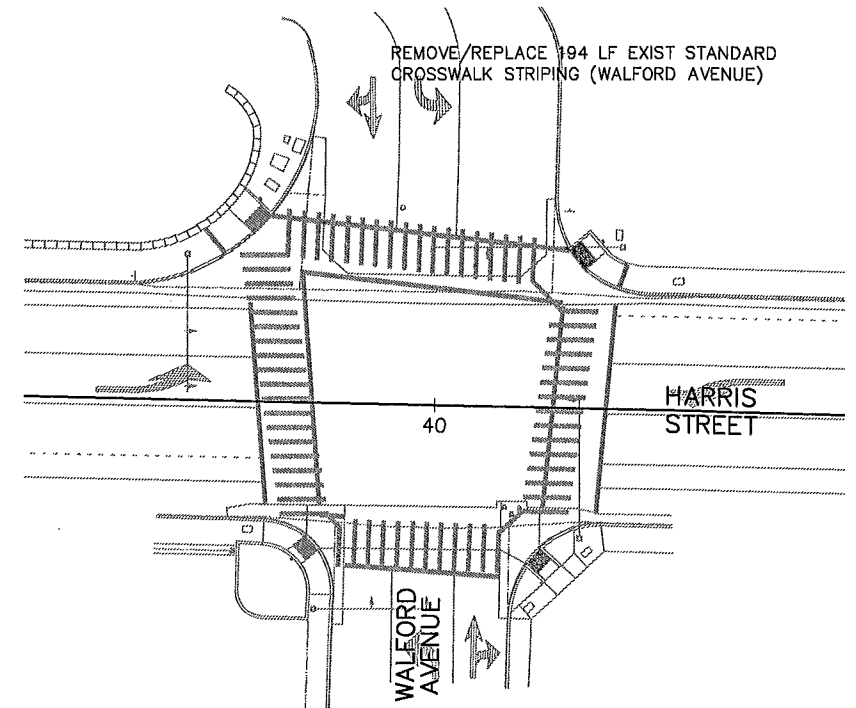 REMOVE/REPLACE 194 LF EXIST STANDARD
CROSSWALK STRIPING (WALFORD AVENUE)
HARRIS
STREET
40
WALFORD
AVENUE